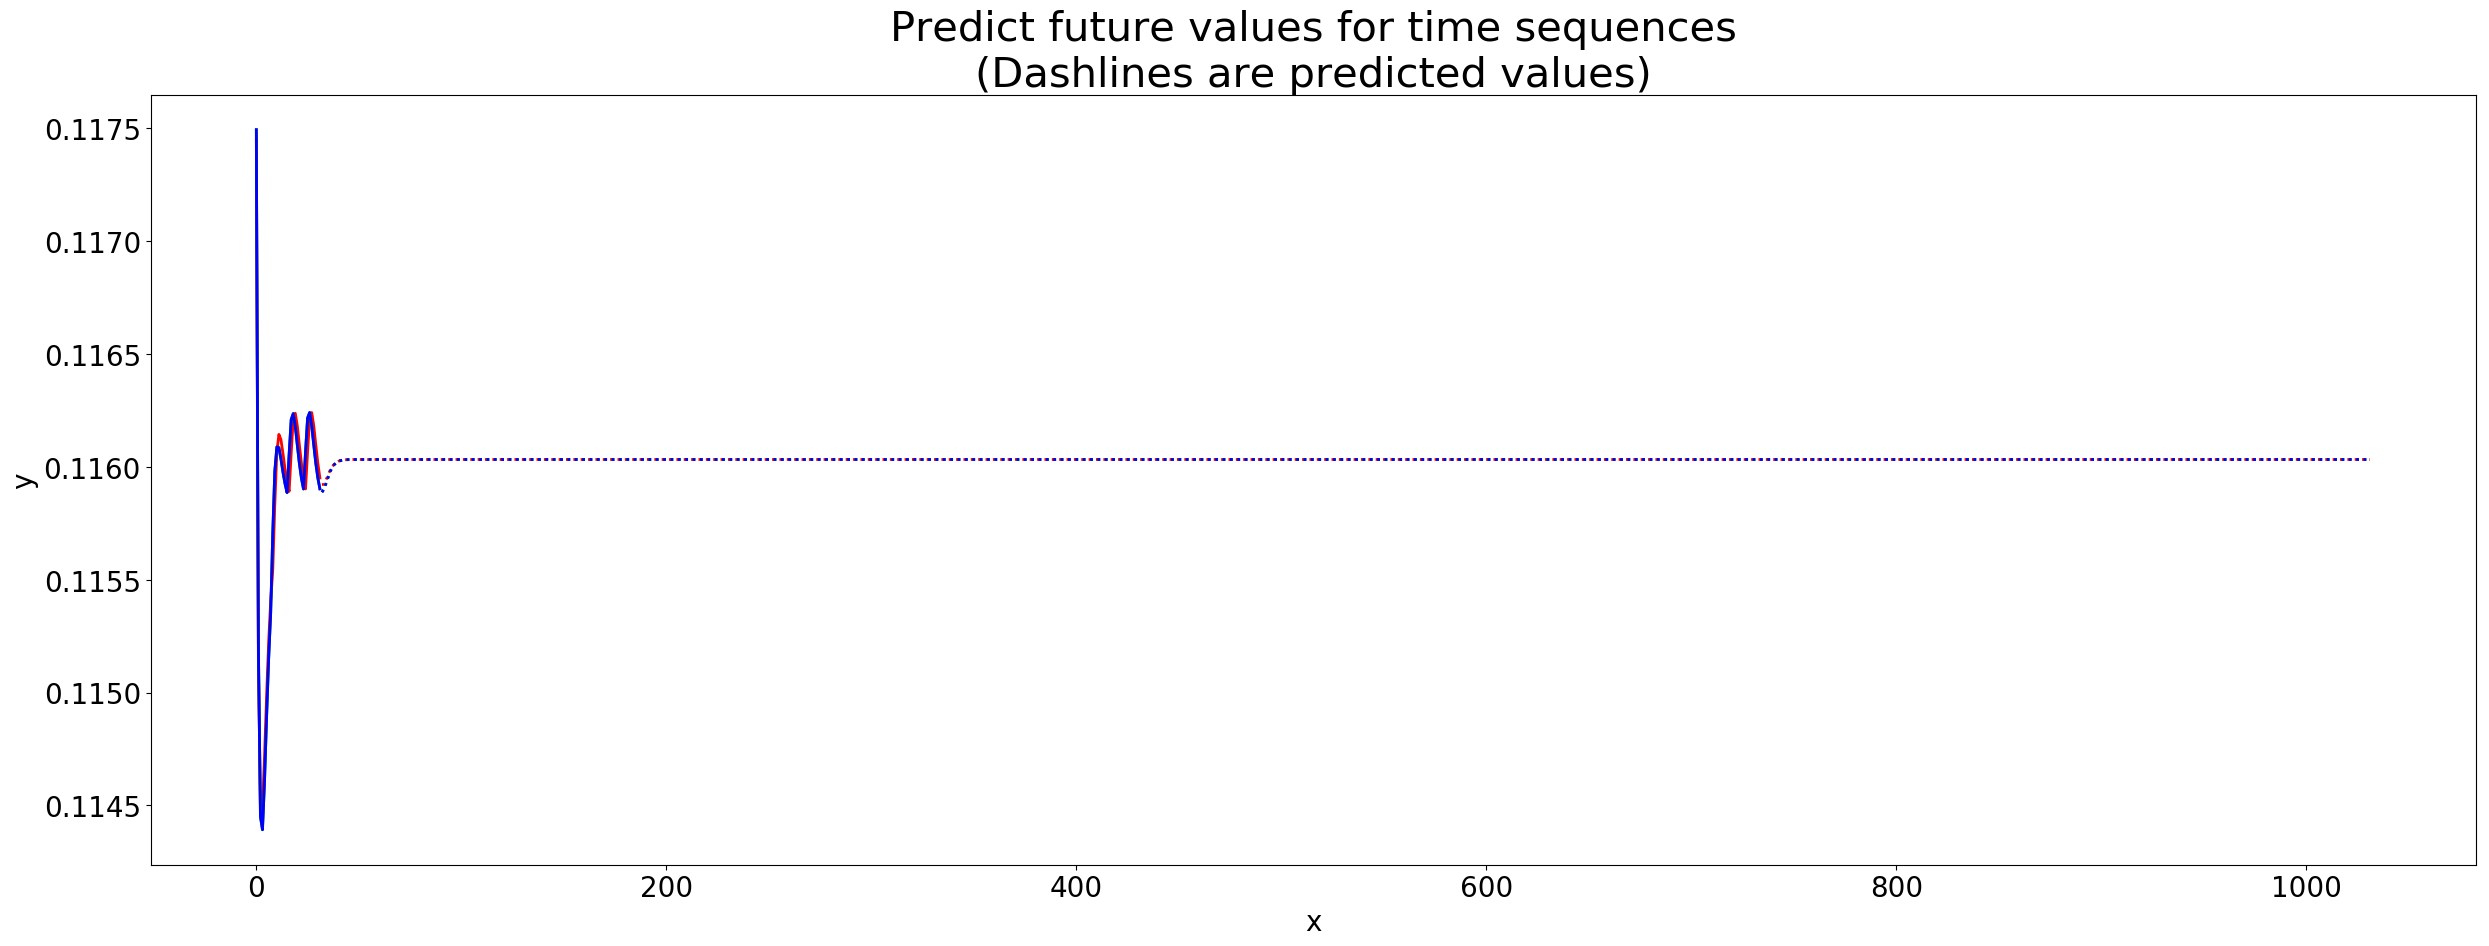 Predict future values for time sequences
(Dashlines are predicted values)
0.1175
0.1170
0.1165
0.1160
0.1155
0.1150
0.1145
y
0 200 400 600 800 1000
x